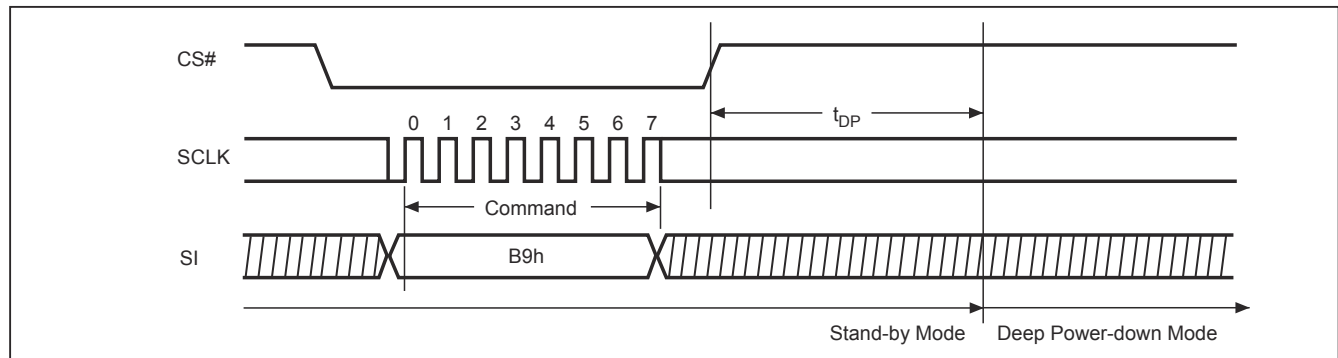 CS#
t_DP
0 1 2 3 4 5 6 7
SCLK
Command
SI
B9h
Stand-by Mode
Deep Power-down Mode